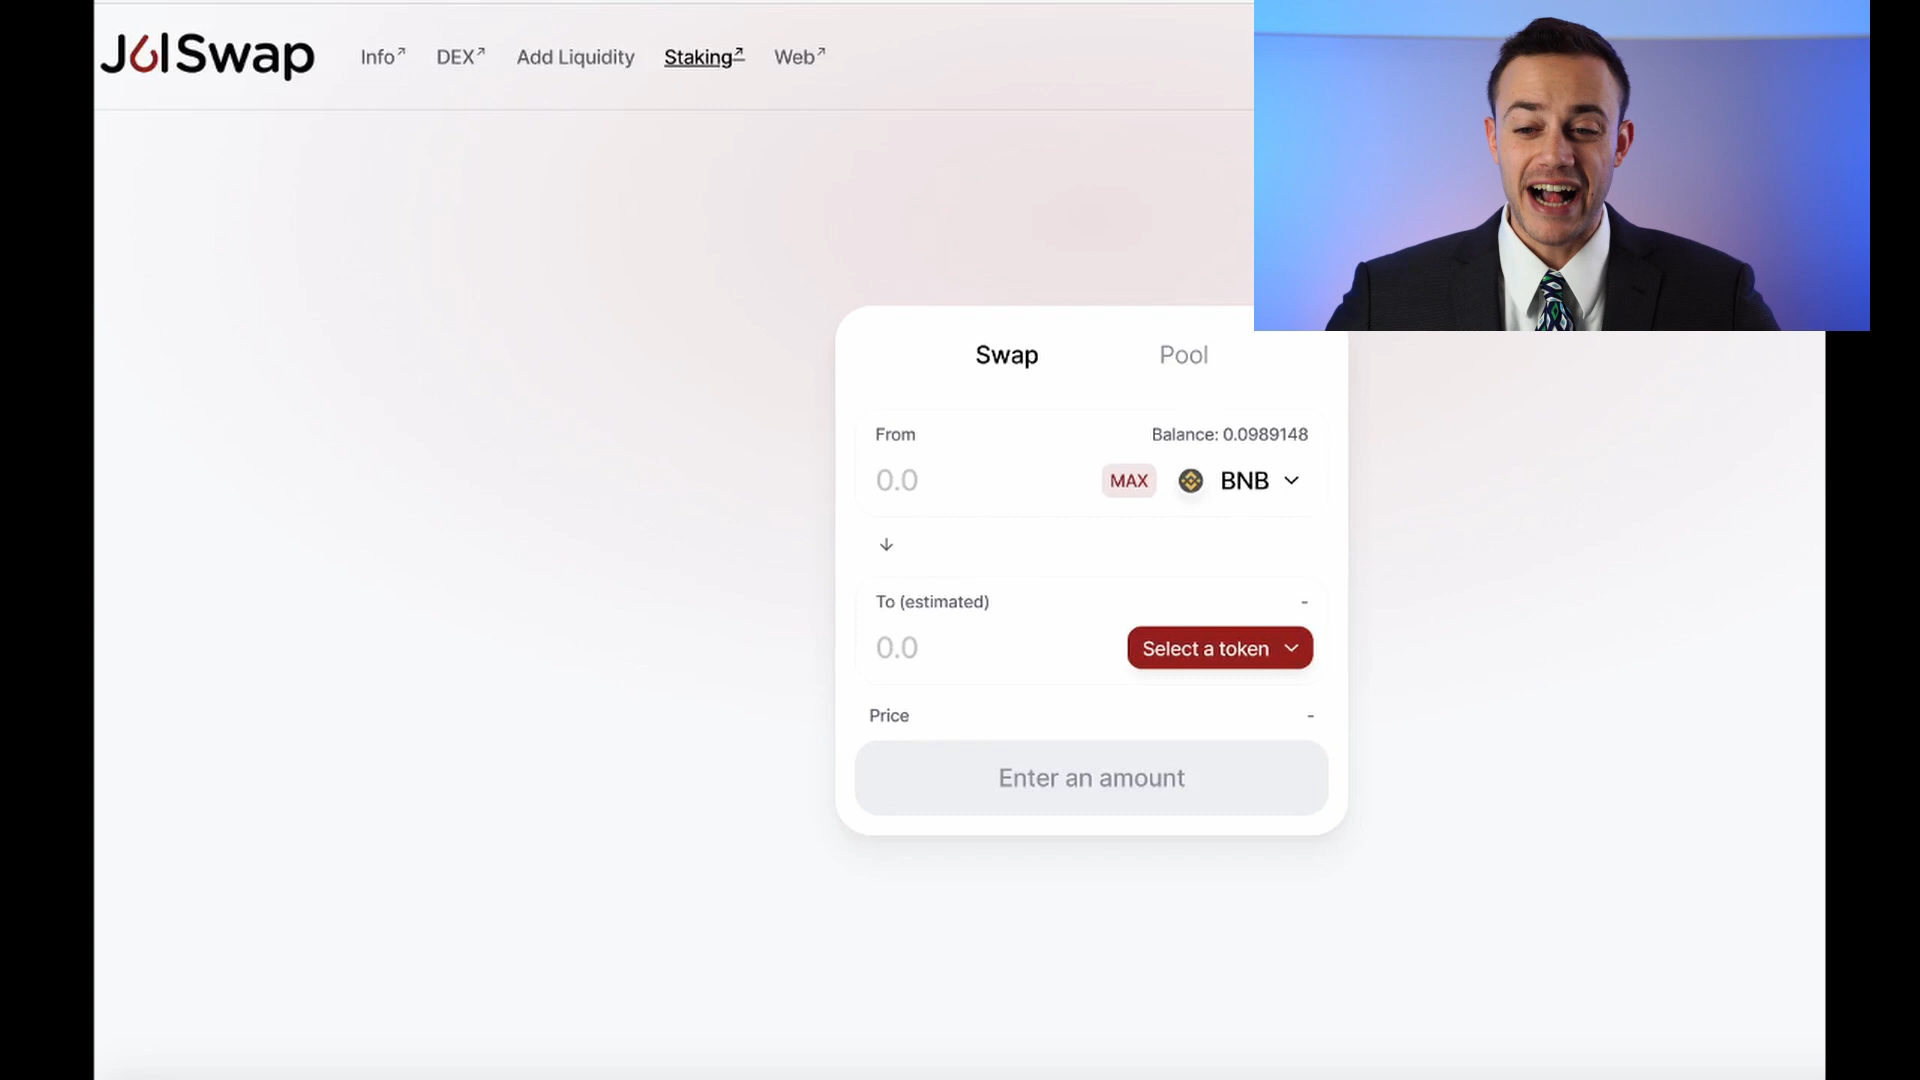 JulSwap
Info↗ DEX↗ Add Liquidity Staking↗ Web↗
Swap Pool
From Balance: 0.0989148
0.0 MAX BNB
To (estimated) -
0.0 Select a token
Price -
Enter an amount